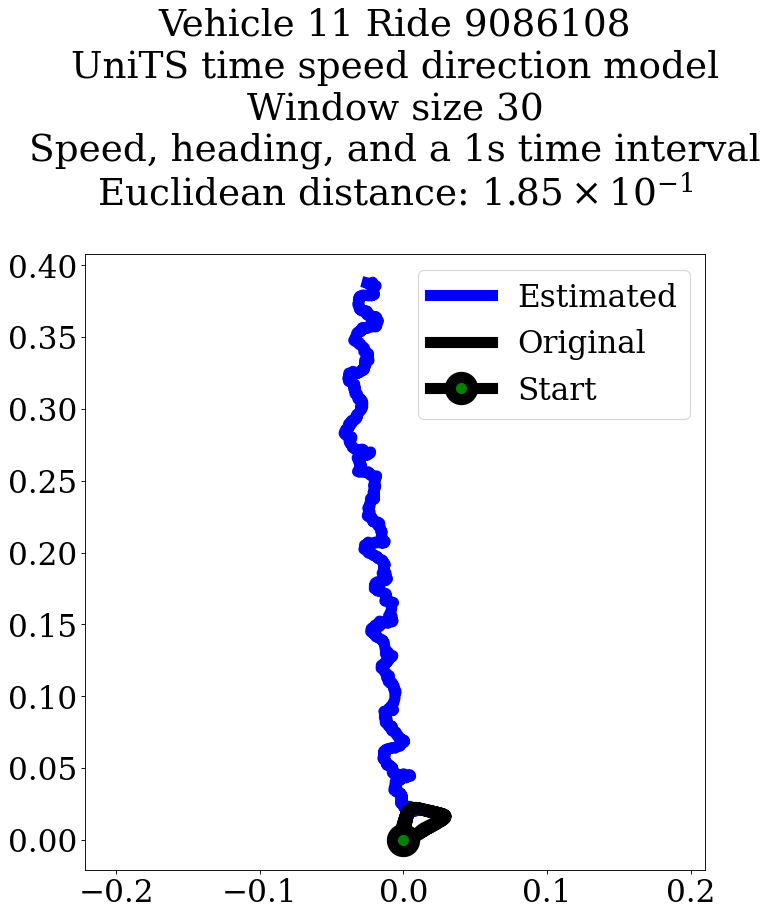 Vehicle 11 Ride 9086108
UniTS time speed direction model
Window size 30
Speed, heading, and a 1s time interval
Euclidean distance: 1.85 × 10⁻¹
Estimated
Original
Start
0.40
0.35
0.30
0.25
0.20
0.15
0.10
0.05
0.00
−0.2 −0.1 0.0 0.1 0.2